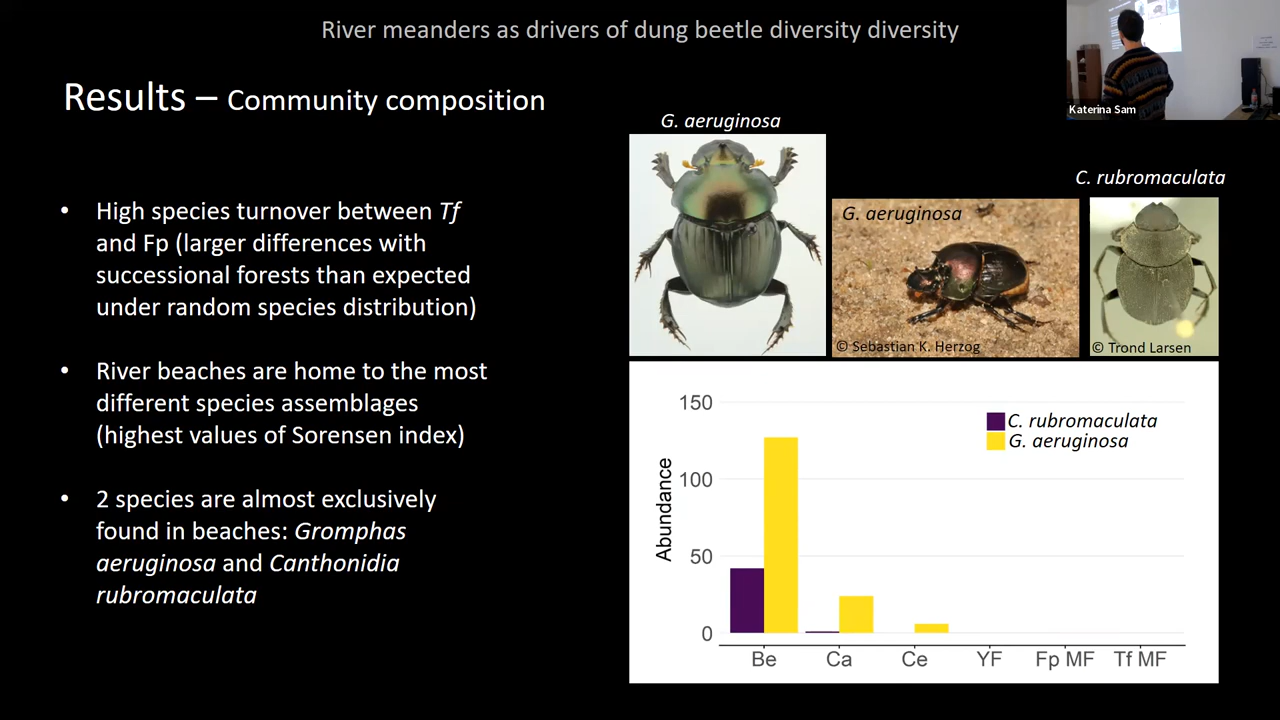 River meanders as drivers of dung beetle diversity diversity
Katerina Sam
Results – Community composition
• High species turnover between Tf
and Fp (larger differences with
successional forests than expected
under random species distribution)
• River beaches are home to the most
different species assemblages
(highest values of Sorensen index)
• 2 species are almost exclusively
found in beaches: Gromphas
aeruginosa and Canthonidia
rubromaculata
G. aeruginosa
G. aeruginosa
© Sebastian K. Herzog
C. rubromaculata
© Trond Larsen
Abundance
150
100
50
0
C. rubromaculata
G. aeruginosa
Be Ca Ce YF Fp MF Tf MF